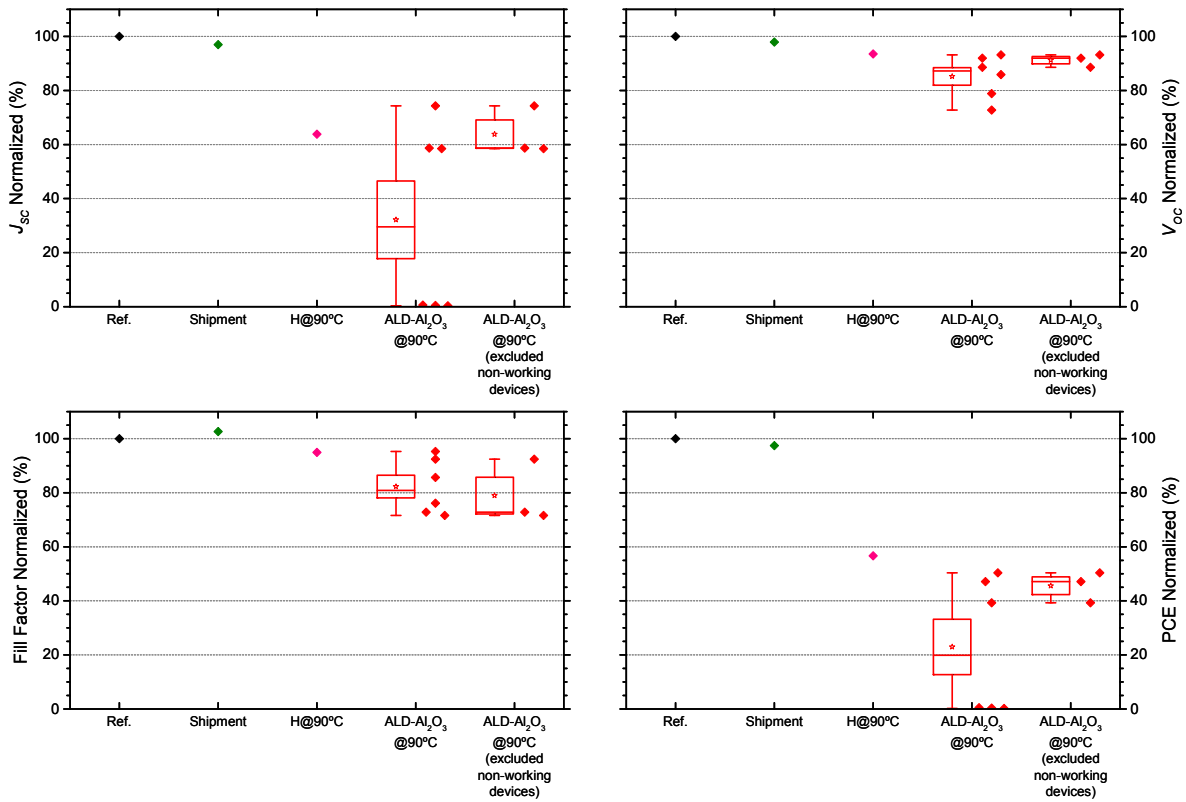 100
80
60
40
20
0
Jsc Normalized (%)
Ref.
Shipment
H@90ºC
ALD-Al₂O₃
@90ºC
ALD-Al₂O₃
@90ºC
(excluded
non-working
devices)
100
80
60
40
20
0
Voc Normalized (%)
Ref.
Shipment
H@90ºC
ALD-Al₂O₃
@90ºC
ALD-Al₂O₃
@90ºC
(excluded
non-working
devices)
100
80
60
40
20
0
Fill Factor Normalized (%)
Ref.
Shipment
H@90ºC
ALD-Al₂O₃
@90ºC
ALD-Al₂O₃
@90ºC
(excluded
non-working
devices)
100
80
60
40
20
0
PCE Normalized (%)
Ref.
Shipment
H@90ºC
ALD-Al₂O₃
@90ºC
ALD-Al₂O₃
@90ºC
(excluded
non-working
devices)